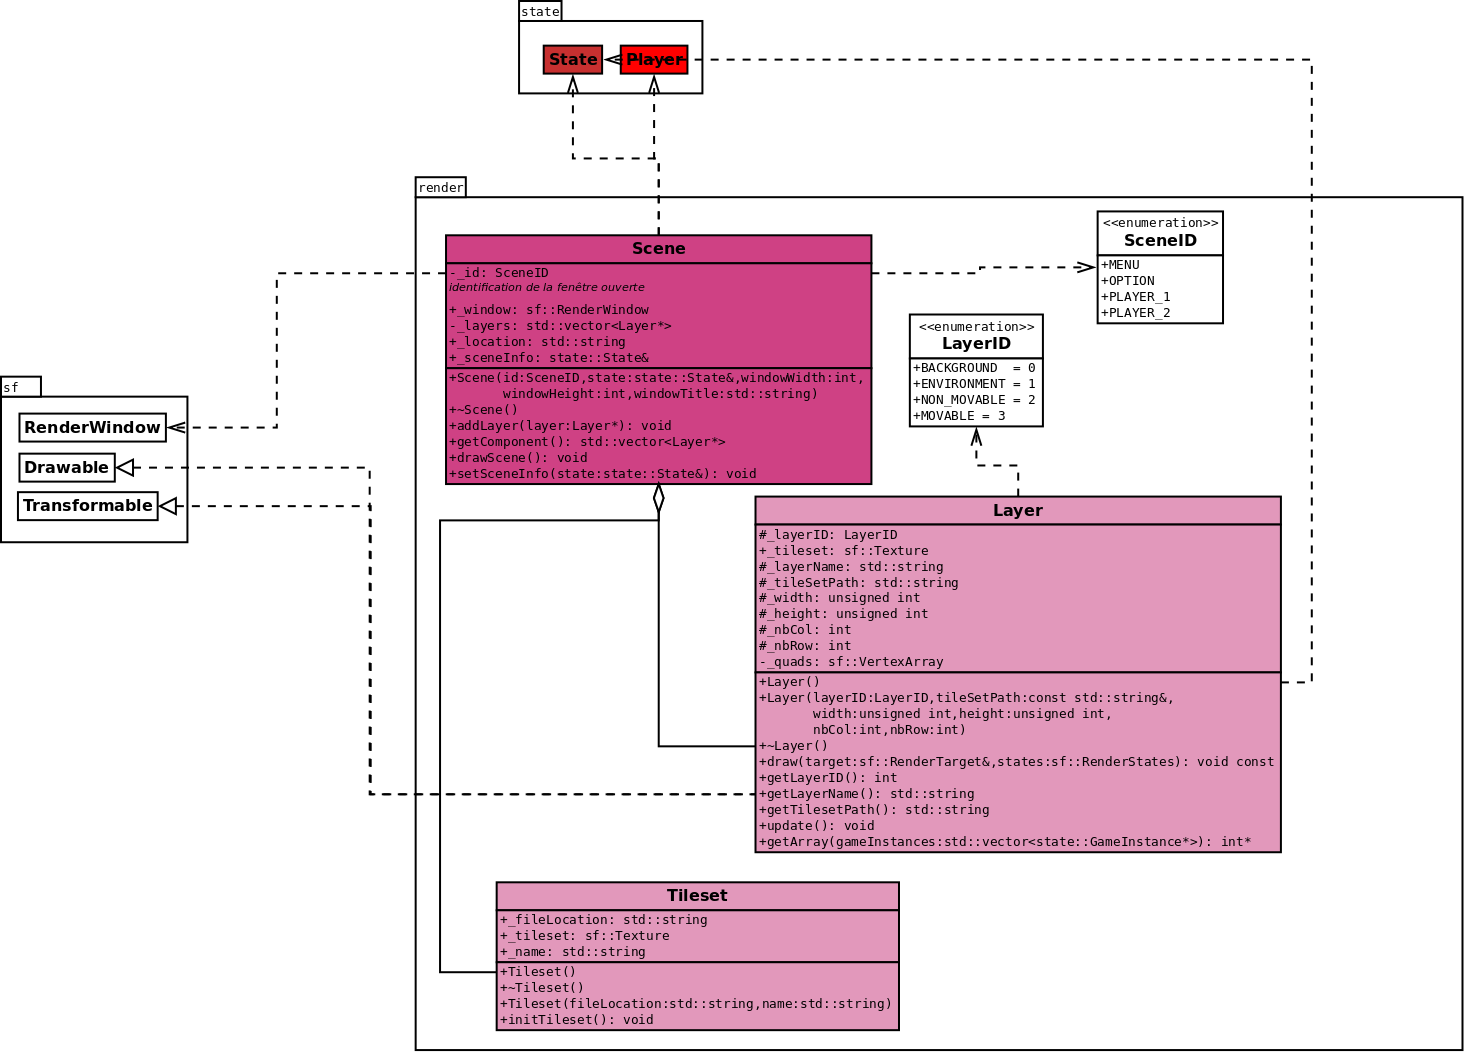 state
State
Player
render
Scene
-_id: SceneID
identification de la fenêtre ouverte
+_window: sf::RenderWindow
-_layers: std::vector<Layer*>
+_location: std::string
+_sceneInfo: state::State&
+Scene(id:SceneID,state:state::State&,windowWidth:int,
windowHeight:int,windowTitle:std::string)
+~Scene()
+addLayer(layer:Layer*): void
+getComponent(): std::vector<Layer*>
+drawScene(): void
+setSceneInfo(state:state::State&): void
<<enumeration>>
SceneID
+MENU
+OPTION
+PLAYER_1
+PLAYER_2
<<enumeration>>
LayerID
+BACKGROUND  = 0
+ENVIRONMENT = 1
+NON_MOVABLE = 2
+MOVABLE = 3
sf
RenderWindow
Drawable
Transformable
Layer
#_layerID: LayerID
+_tileset: sf::Texture
#_layerName: std::string
#_tileSetPath: std::string
#_width: unsigned int
#_height: unsigned int
#_nbCol: int
#_nbRow: int
-_quads: sf::VertexArray
+Layer()
+Layer(layerID:LayerID,tileSetPath:const std::string&,
width:unsigned int,height:unsigned int,
nbCol:int,nbRow:int)
+~Layer()
+draw(target:sf::RenderTarget&,states:sf::RenderStates): void const
+getLayerID(): int
+getLayerName(): std::string
+getTilesetPath(): std::string
+update(): void
+getArray(gameInstances:std::vector<state::GameInstance*>): int*
Tileset
+_fileLocation: std::string
+_tileset: sf::Texture
+_name: std::string
+Tileset()
+~Tileset()
+Tileset(fileLocation:std::string,name:std::string)
+initTileset(): void